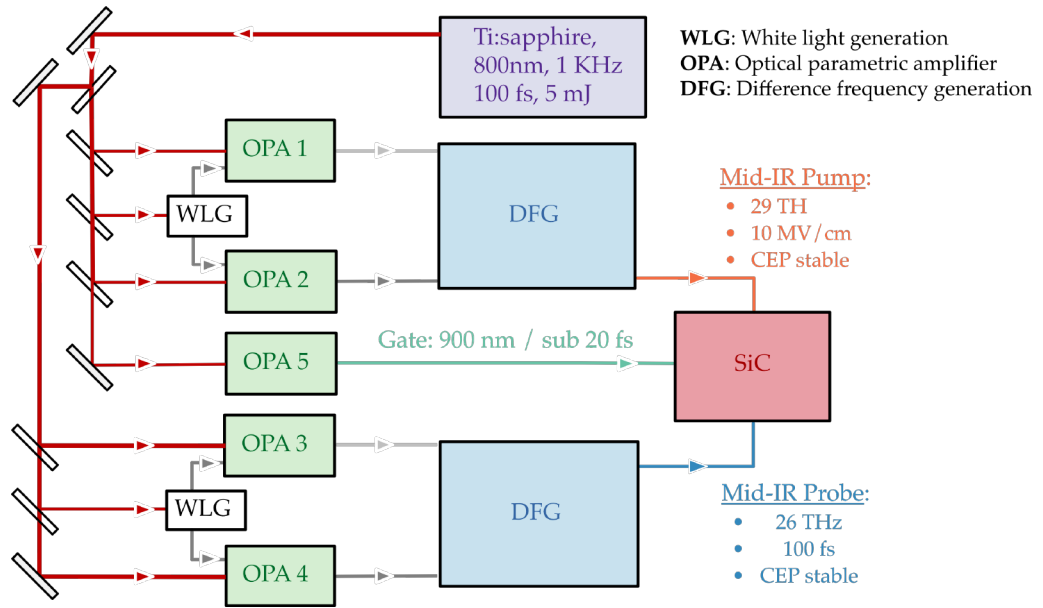 Ti:sapphire,
800nm, 1 KHz
100 fs, 5 mJ
WLG: White light generation
OPA: Optical parametric amplifier
DFG: Difference frequency generation
OPA 1
WLG
OPA 2
DFG
Mid-IR Pump:
• 29 TH
• 10 MV/cm
• CEP stable
OPA 5
Gate: 900 nm / sub 20 fs
SiC
OPA 3
WLG
OPA 4
DFG
Mid-IR Probe:
• 26 THz
• 100 fs
• CEP stable